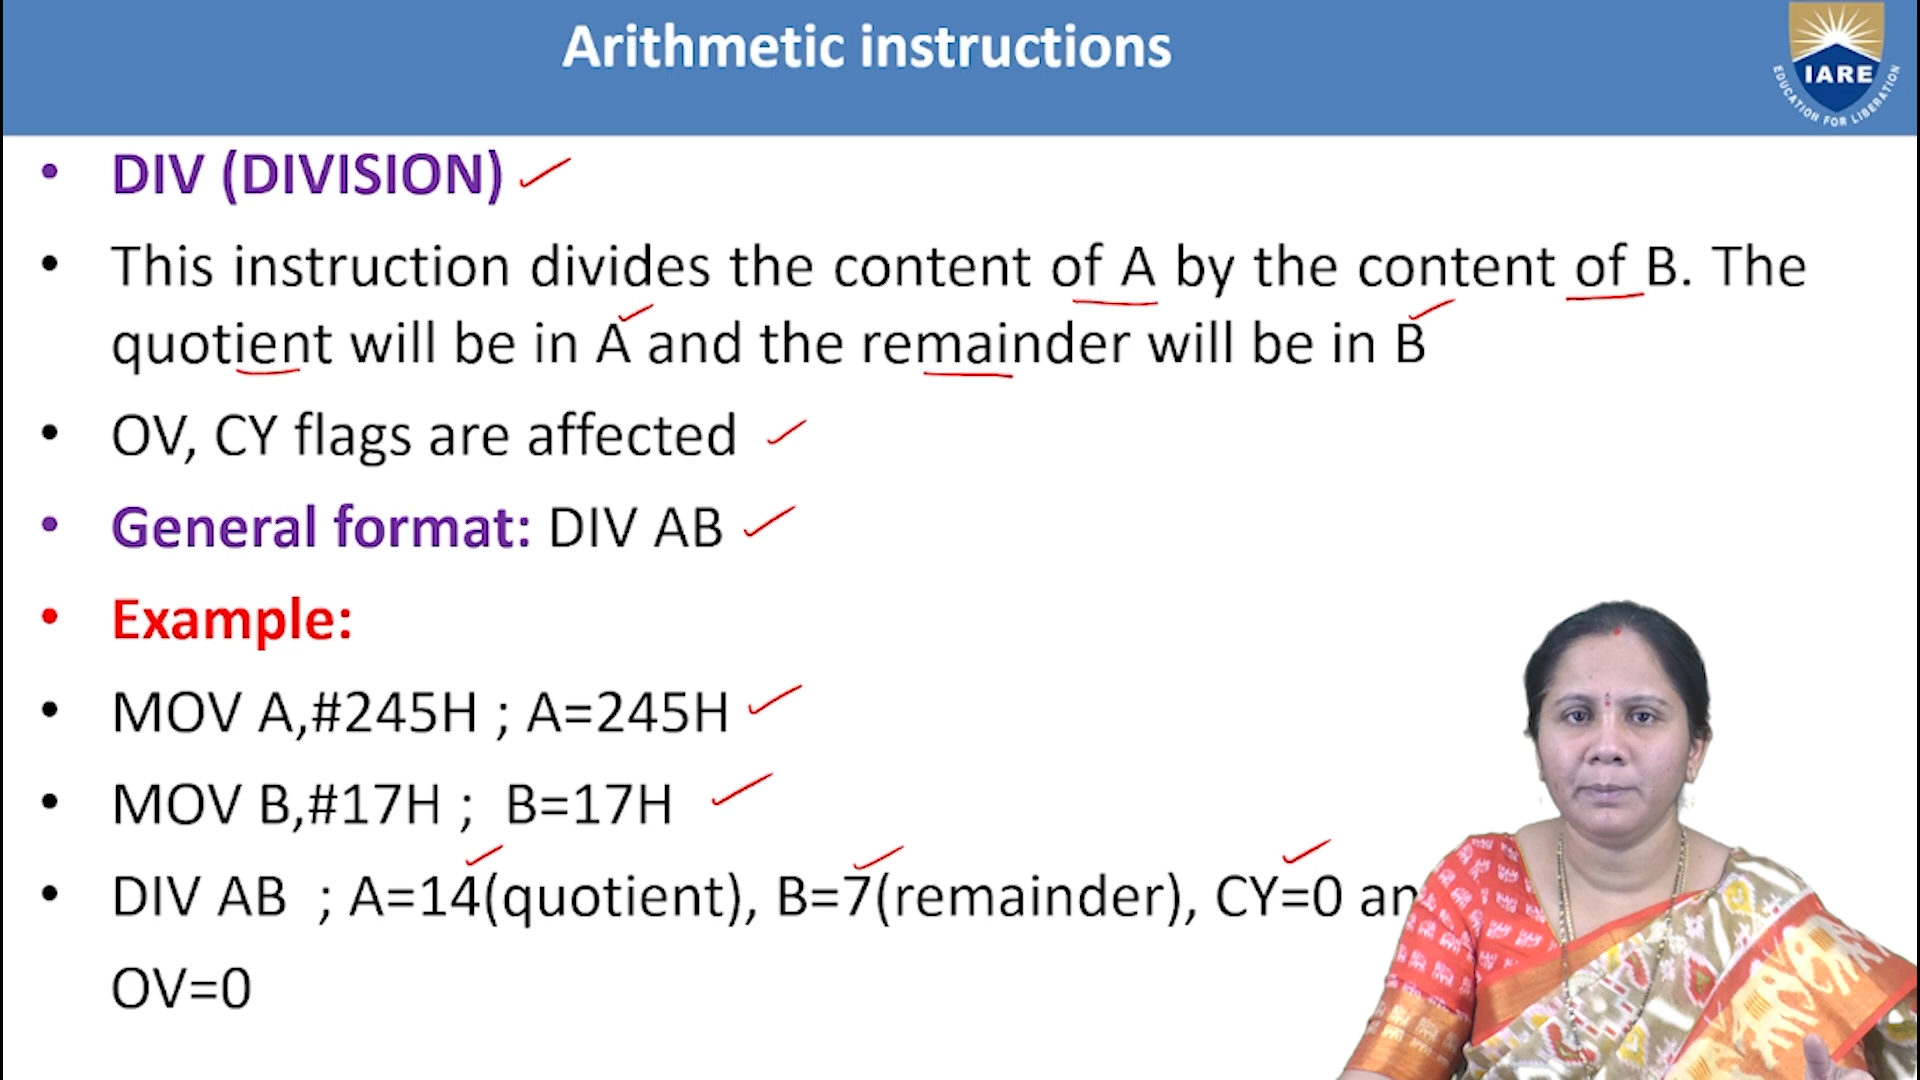 Arithmetic instructions
IARE
EDUCATION FOR LIBERATION
• DIV (DIVISION)
• This instruction divides the content of A by the content of B. The
quotient will be in A and the remainder will be in B
• OV, CY flags are affected
• General format: DIV AB
• Example:
• MOV A,#245H ; A=245H
• MOV B,#17H ; B=17H
• DIV AB ; A=14(quotient), B=7(remainder), CY=0 an
OV=0